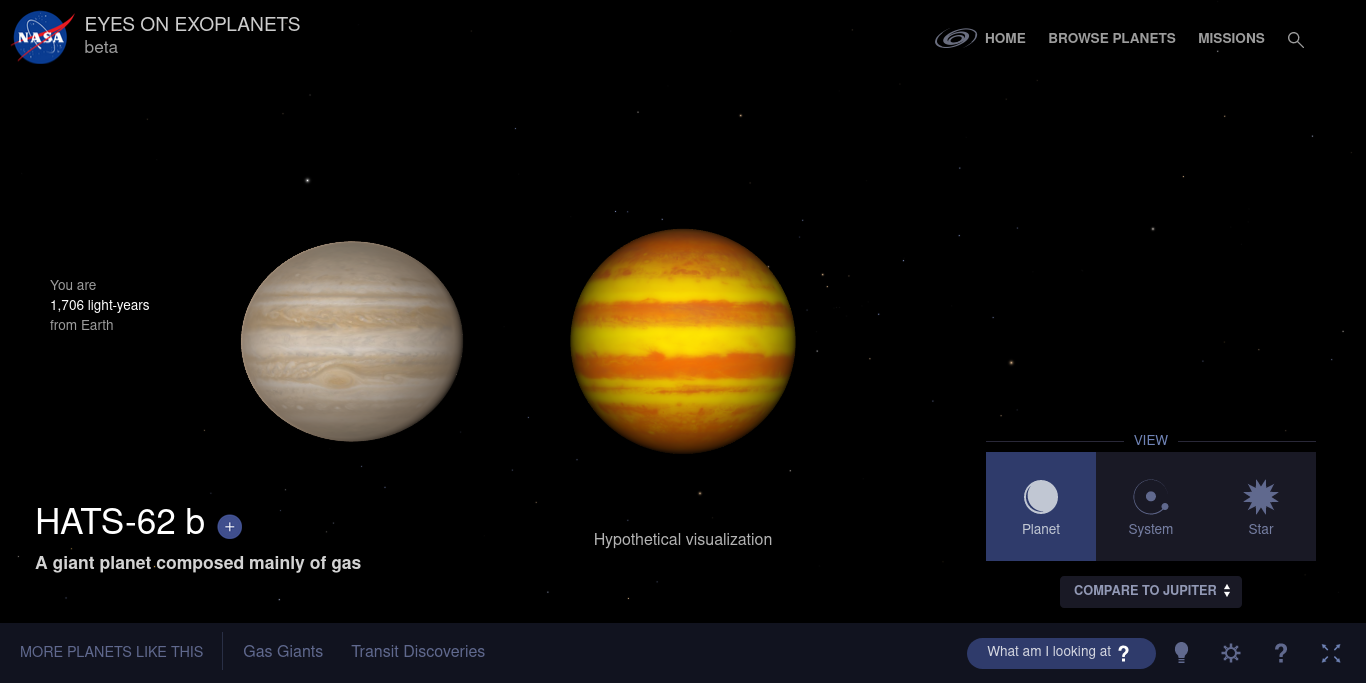 NASA
EYES ON EXOPLANETS
beta
HOME
BROWSE PLANETS
MISSIONS
You are
1,706 light-years
from Earth
VIEW
Planet
System
Star
HATS-62 b +
A giant planet composed mainly of gas
Hypothetical visualization
COMPARE TO JUPITER
MORE PLANETS LIKE THIS
Gas Giants
Transit Discoveries
What am I looking at ?
?